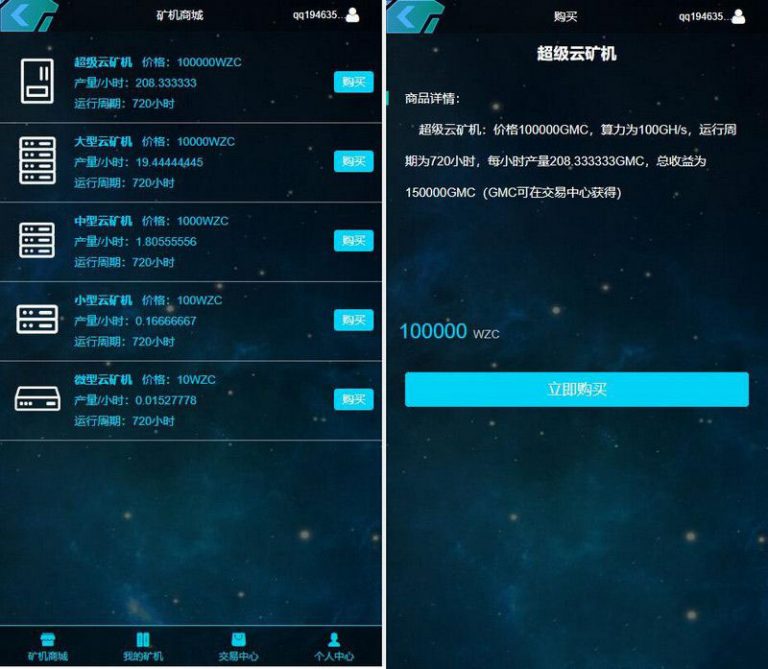 矿机商城
qq194635...
超级云矿机 价格：100000WZC
产量/小时：208.333333
运行周期：720小时
购买
大型云矿机 价格：10000WZC
产量/小时：19.44444445
运行周期：720小时
购买
中型云矿机 价格：1000WZC
产量/小时：1.80555556
运行周期：720小时
购买
小型云矿机 价格：100WZC
产量/小时：0.16666667
运行周期：720小时
购买
微型云矿机 价格：10WZC
产量/小时：0.01527778
运行周期：720小时
购买
矿机商城 我的矿机 交易中心 个人中心
购买
qq194635...
超级云矿机
商品详情：
超级云矿机：价格100000GMC，算力为100GH/s，运行周
期为720小时，每小时产量208.333333GMC，总收益为
150000GMC（GMC可在交易中心获得)
100000 WZC
立即购买